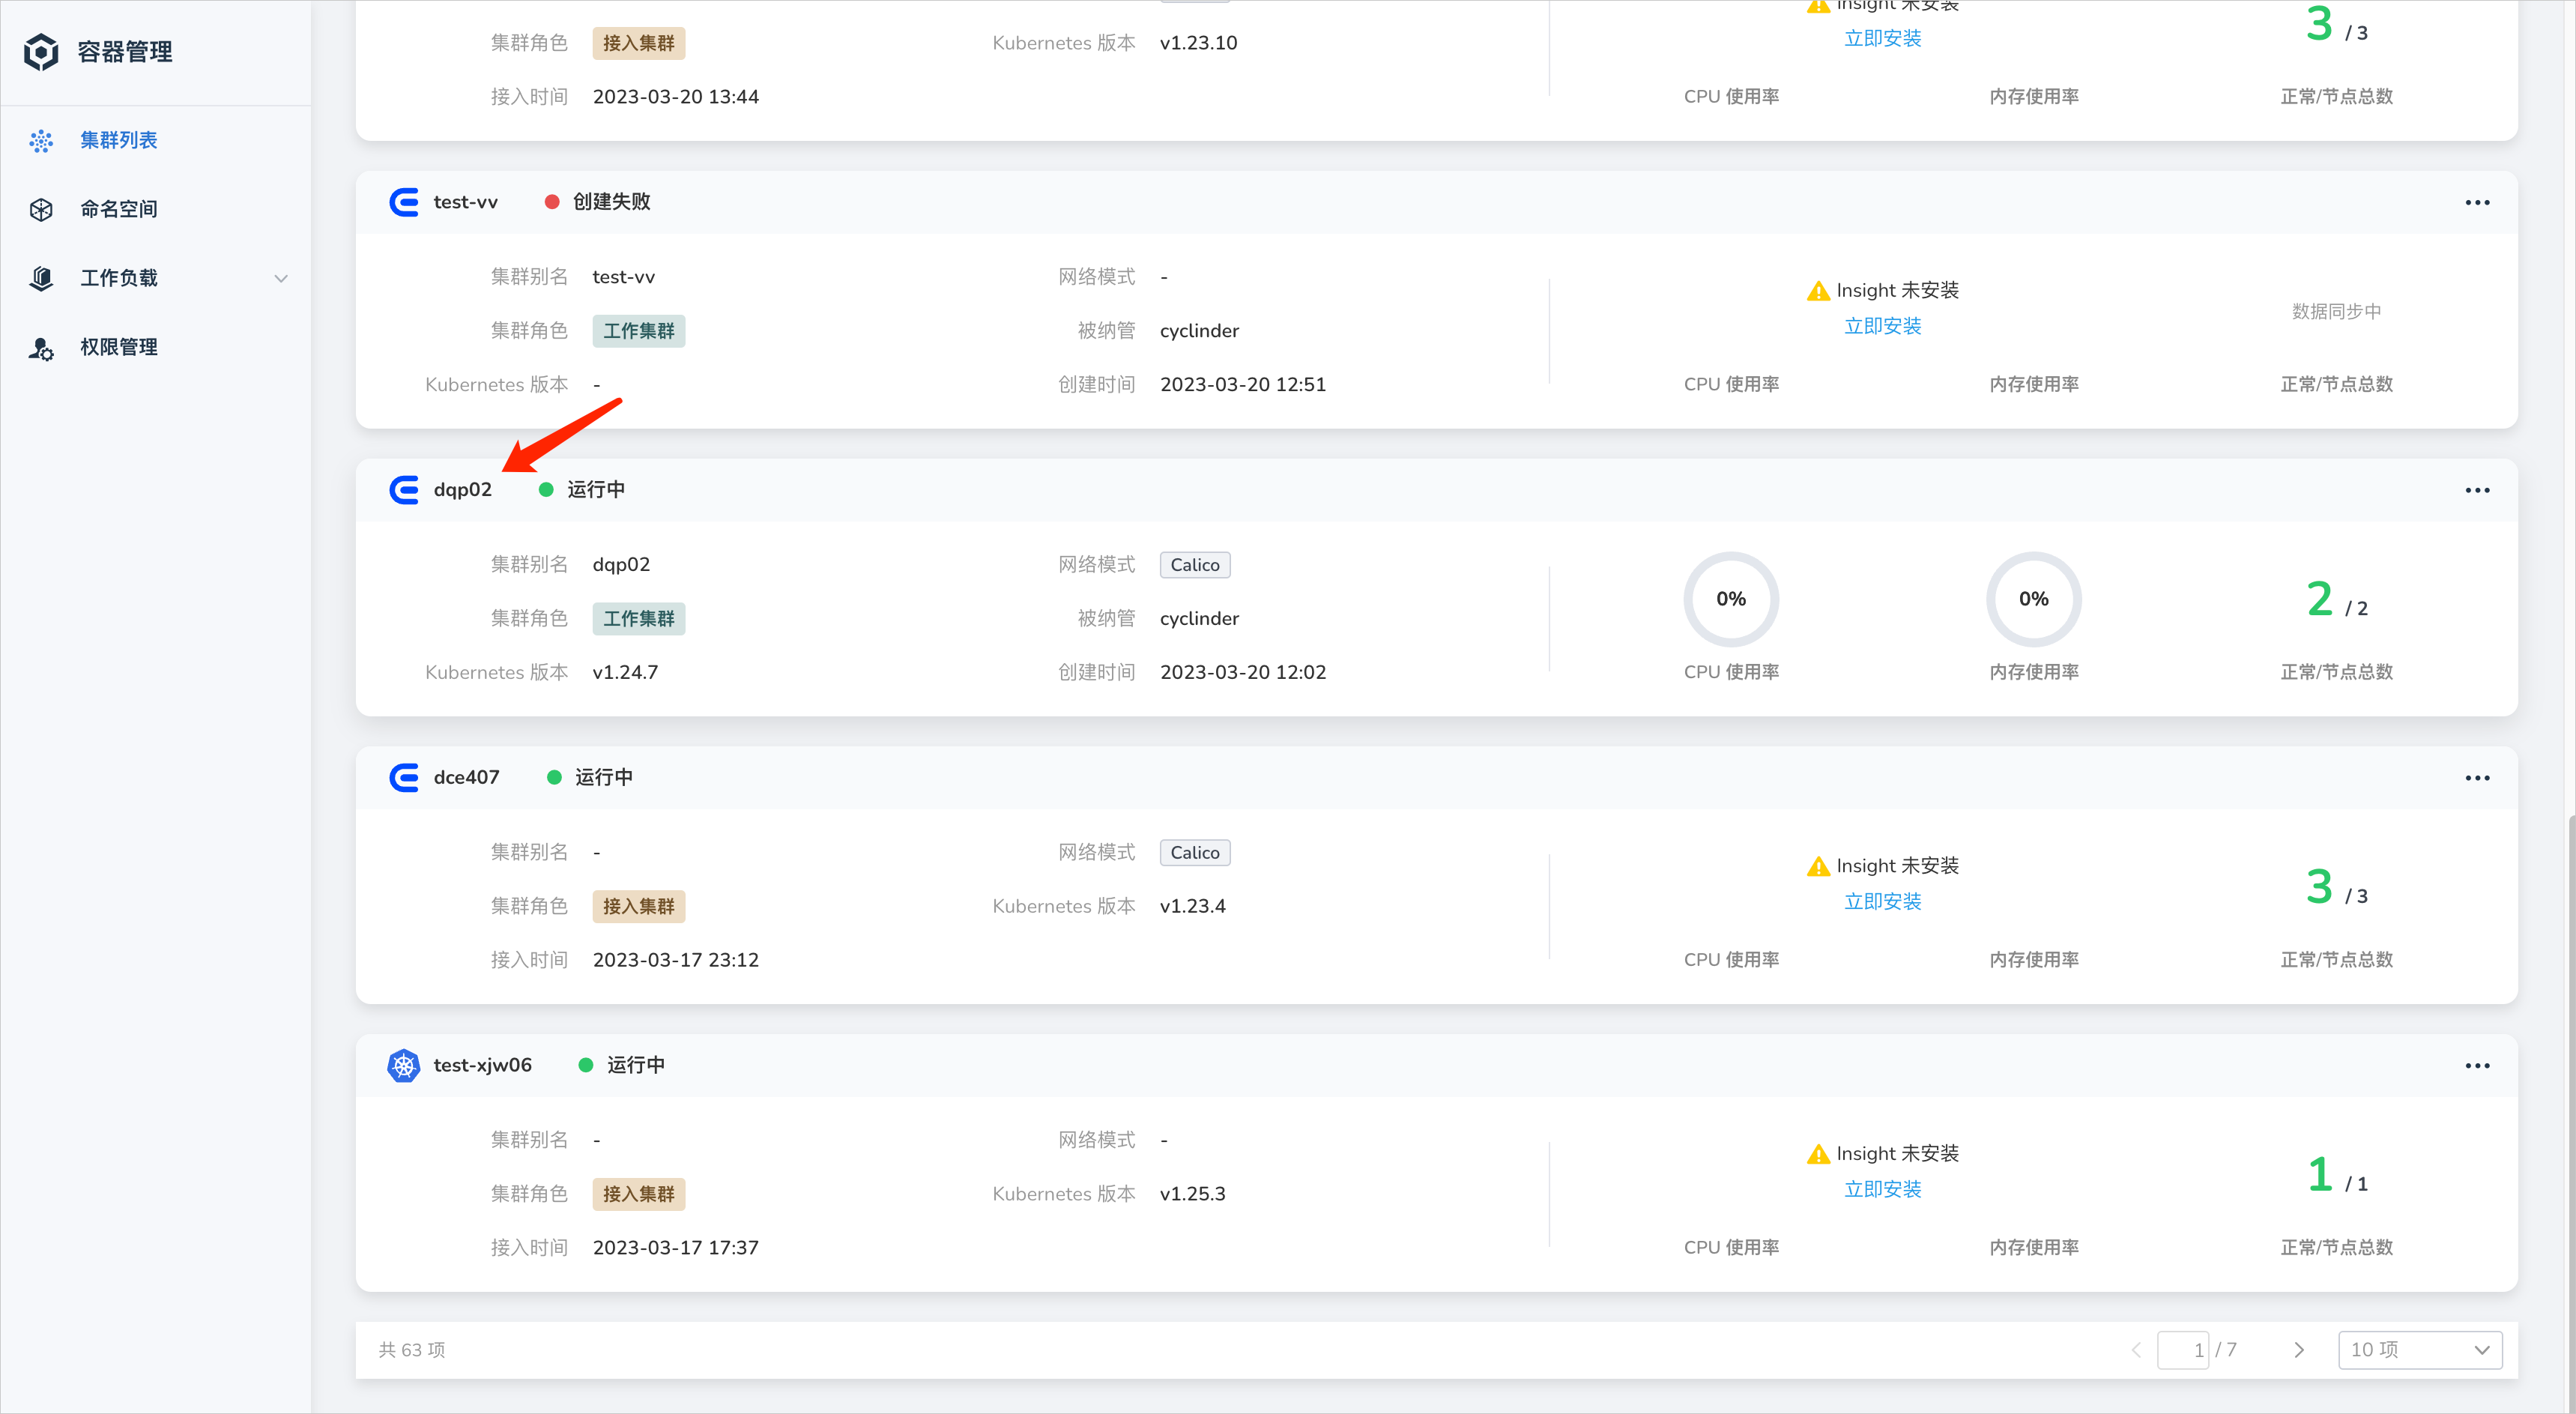 容器管理
集群列表
命名空间
工作负载
权限管理
集群角色 接入集群 Kubernetes 版本 v1.23.10
Insight 未安装
立即安装
3 / 3
接入时间 2023-03-20 13:44
CPU 使用率 内存使用率 正常/节点总数
test-vv 创建失败
集群别名 test-vv 网络模式 -
Insight 未安装
立即安装
数据同步中
集群角色 工作集群 被纳管 cyclinder
Kubernetes 版本 - 创建时间 2023-03-20 12:51
CPU 使用率 内存使用率 正常/节点总数
dqp02 运行中
集群别名 dqp02 网络模式 Calico
0% 0% 2 / 2
集群角色 工作集群 被纳管 cyclinder
Kubernetes 版本 v1.24.7 创建时间 2023-03-20 12:02
CPU 使用率 内存使用率 正常/节点总数
dce407 运行中
集群别名 - 网络模式 Calico
Insight 未安装
立即安装
3 / 3
集群角色 接入集群 Kubernetes 版本 v1.23.4
接入时间 2023-03-17 23:12
CPU 使用率 内存使用率 正常/节点总数
test-xjw06 运行中
集群别名 - 网络模式 -
Insight 未安装
立即安装
1 / 1
集群角色 接入集群 Kubernetes 版本 v1.25.3
接入时间 2023-03-17 17:37
CPU 使用率 内存使用率 正常/节点总数
共 63 项 1 / 7 10 项